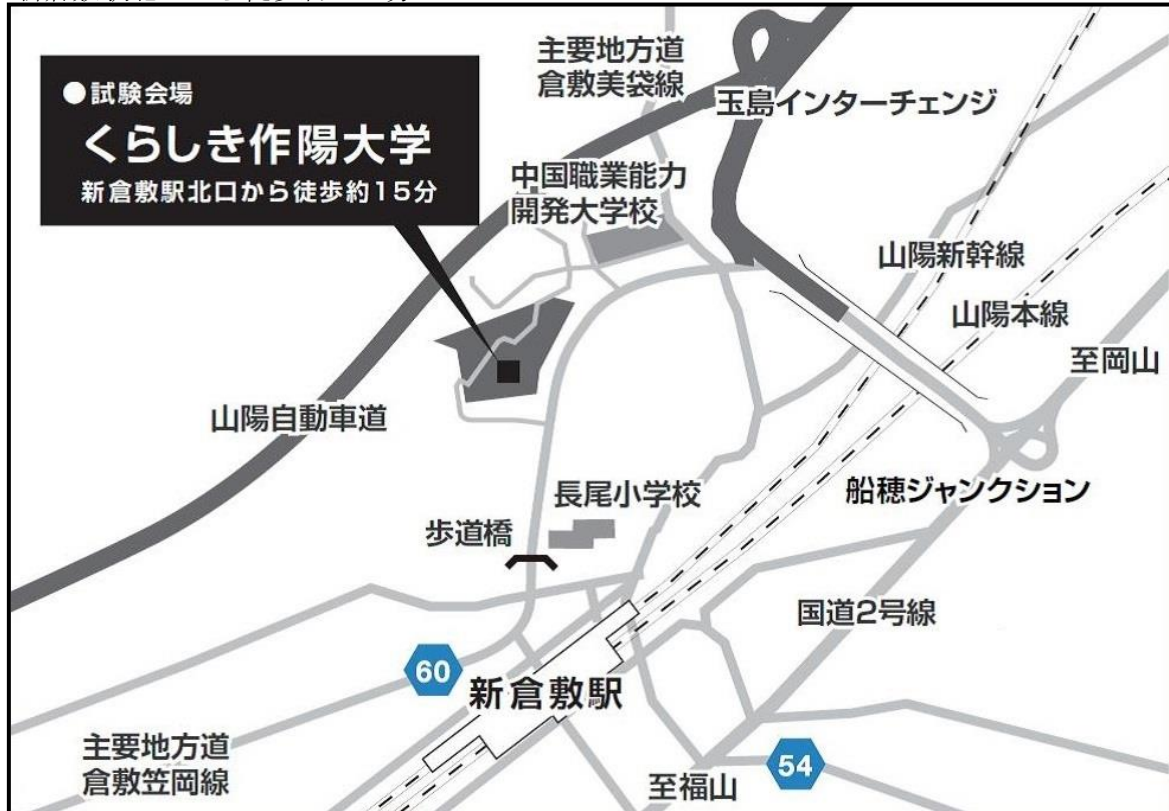 主要地方道
倉敷美袋線
●試験会場
くらしき作陽大学
新倉敷駅北口から徒歩約15分
玉島インターチェンジ
中国職業能力
開発大学校
山陽新幹線
山陽本線
至岡山
山陽自動車道
船穂ジャンクション
長尾小学校
歩道橋
国道2号線
60
新倉敷駅
主要地方道
倉敷笠岡線
54
至福山